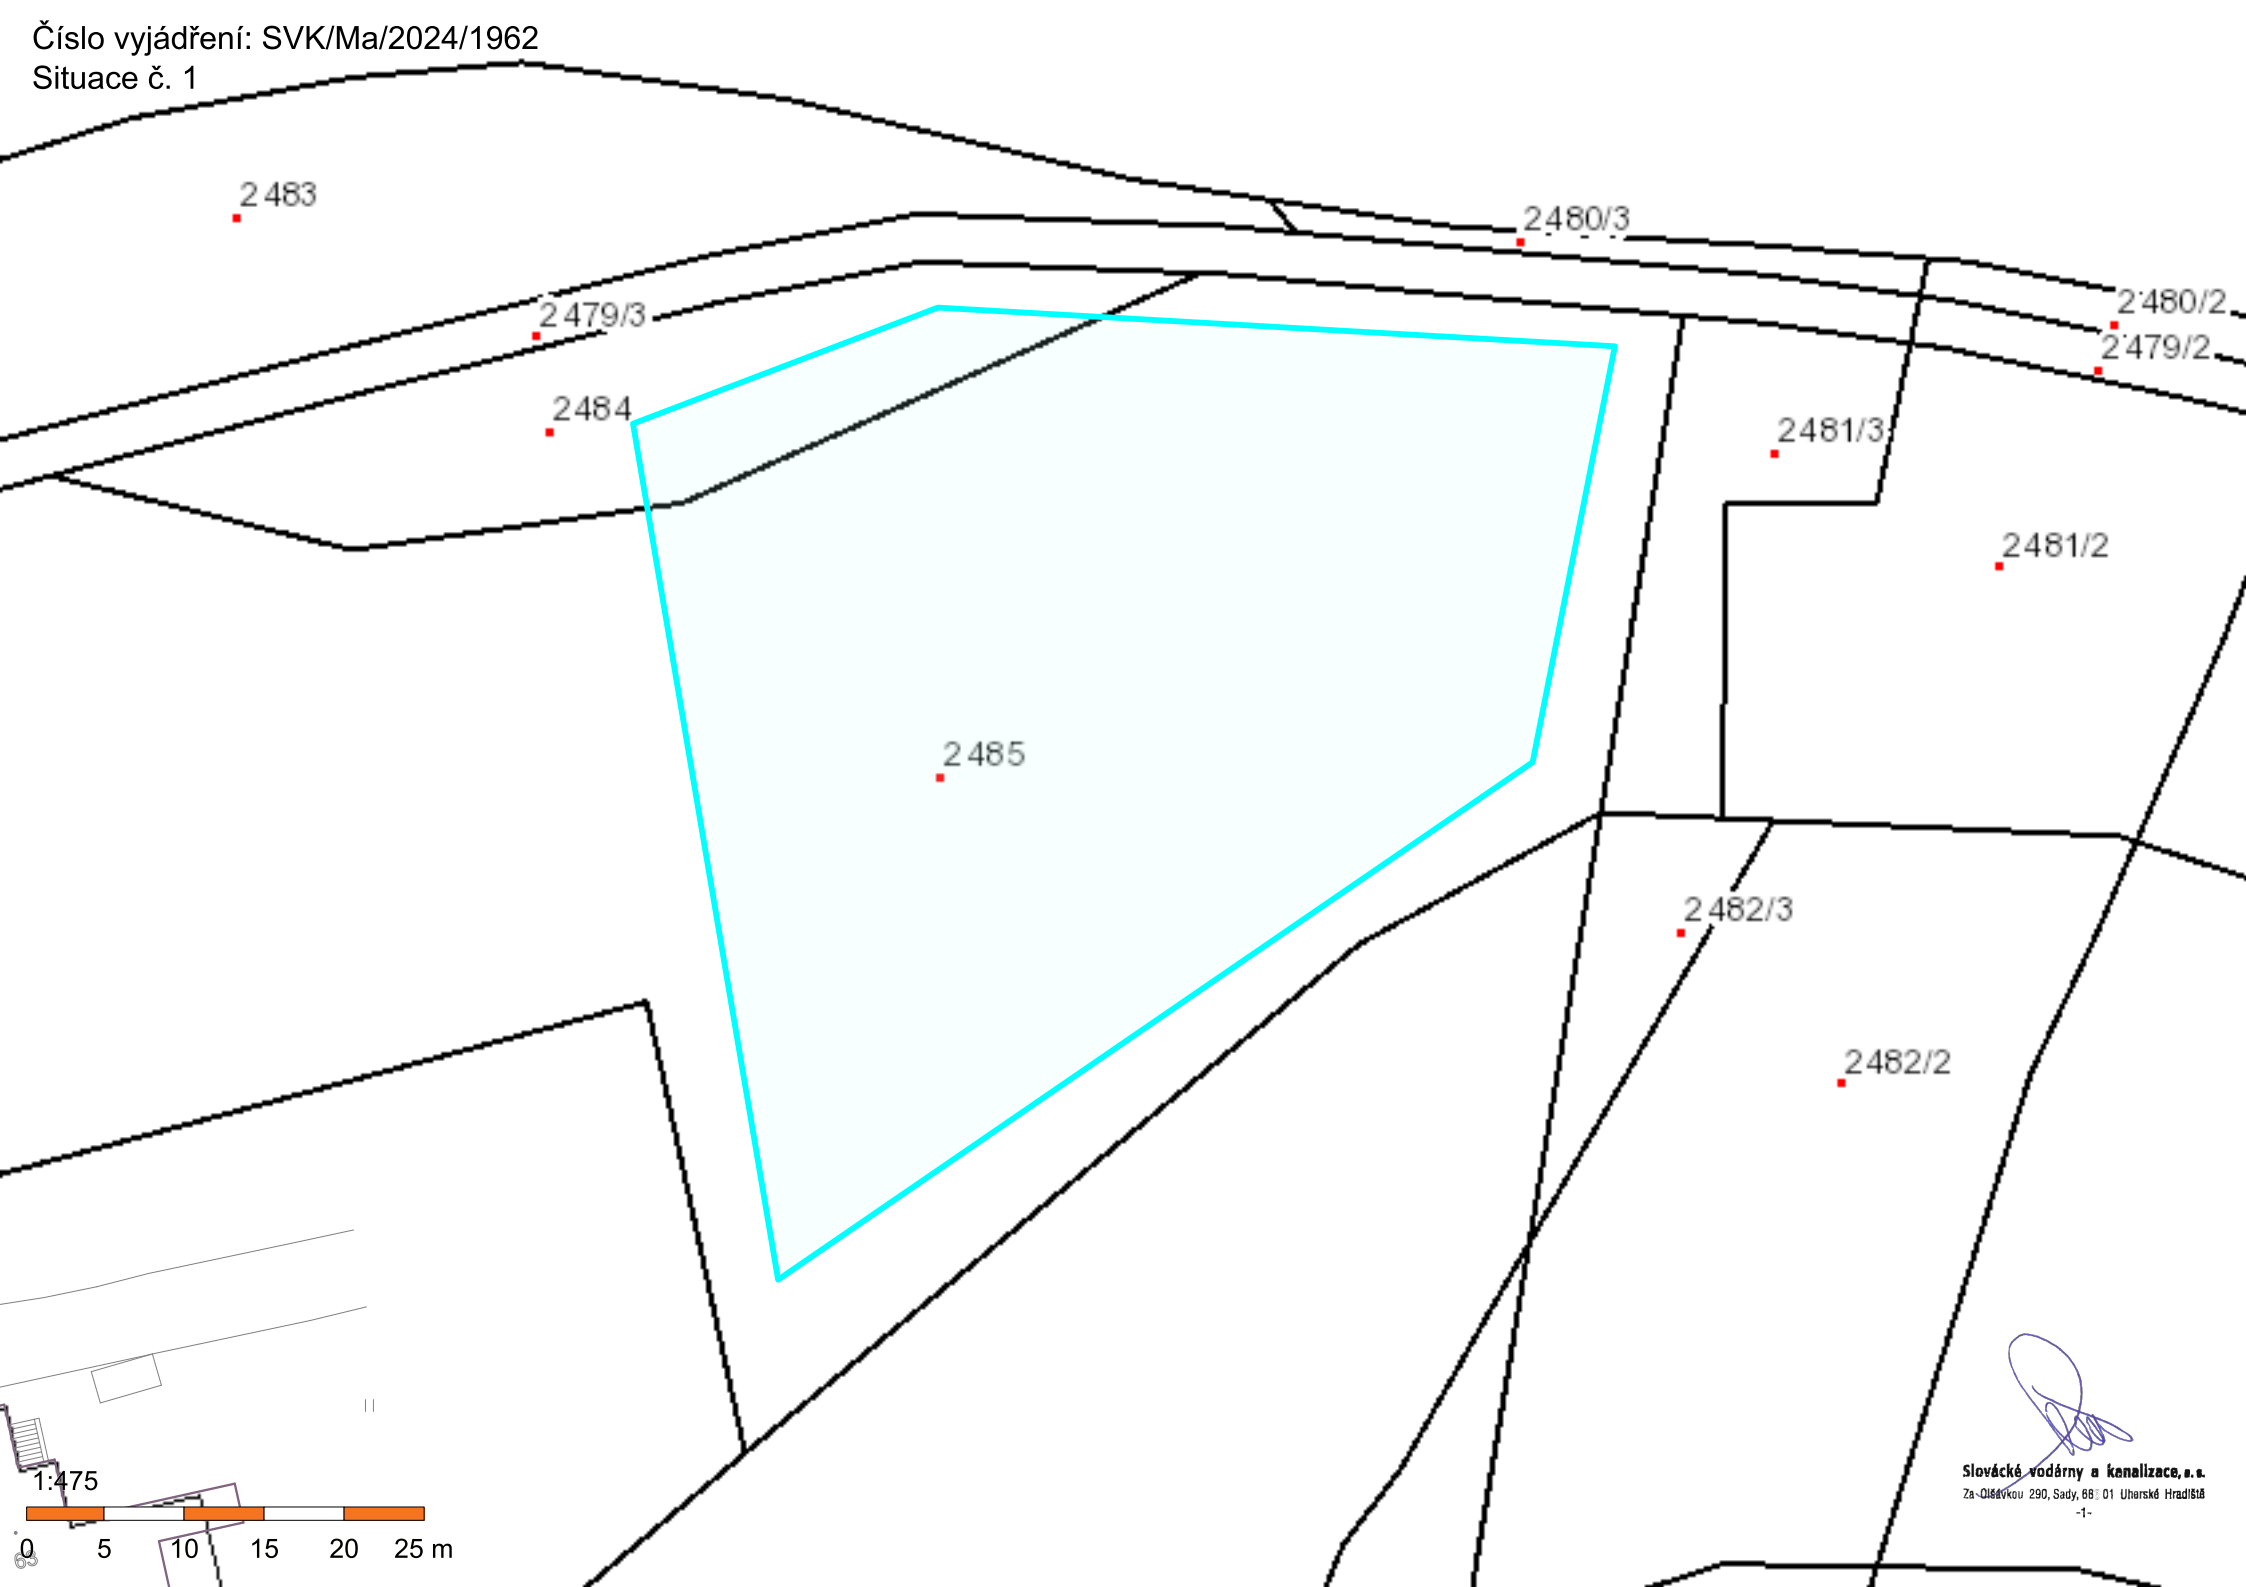 Číslo vyjádření: SVK/Ma/2024/1962
Situace č. 1
2483
2480/3
2480/2
2479/3
2479/2
2484
2481/3
2481/2
2485
2482/3
2482/2
1:475
0 5 10 15 20 25 m
63
Slovácké vodárny a kanalizace, a. s.
Za Olšávkou 290, Sady, 68 01 Uherské Hradiště
-1-